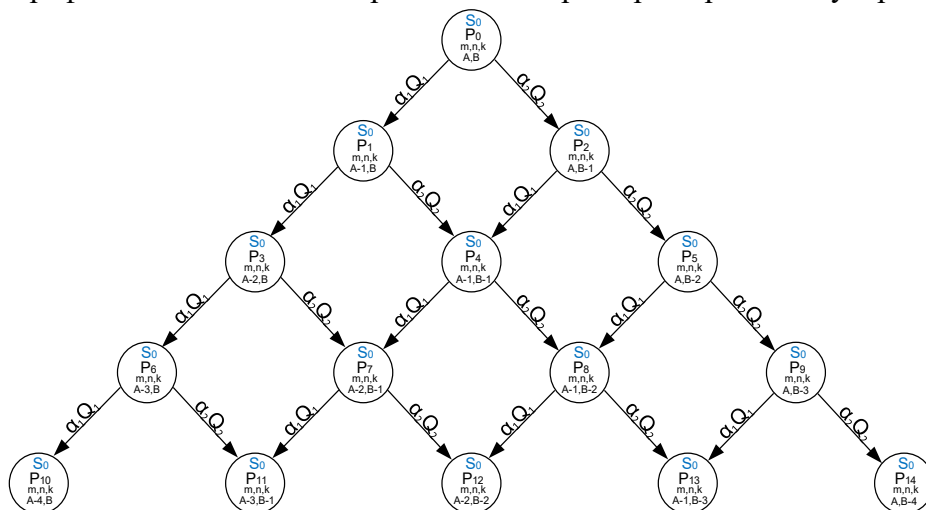 S0
P0
m,n,k
A,B
α1Q1
α2Q2
S0
P1
m,n,k
A-1,B
S0
P2
m,n,k
A,B-1
α1Q1
α2Q2
α1Q1
α2Q2
S0
P3
m,n,k
A-2,B
S0
P4
m,n,k
A-1,B-1
S0
P5
m,n,k
A,B-2
α1Q1
α2Q2
α1Q1
α2Q2
α1Q1
α2Q2
S0
P6
m,n,k
A-3,B
S0
P7
m,n,k
A-2,B-1
S0
P8
m,n,k
A-1,B-2
S0
P9
m,n,k
A,B-3
α1Q1
α2Q2
α1Q1
α2Q2
α1Q1
α2Q2
α1Q1
α2Q2
S0
P10
m,n,k
A-4,B
S0
P11
m,n,k
A-3,B-1
S0
P12
m,n,k
A-2,B-2
S0
P13
m,n,k
A-1,B-3
S0
P14
m,n,k
A,B-4